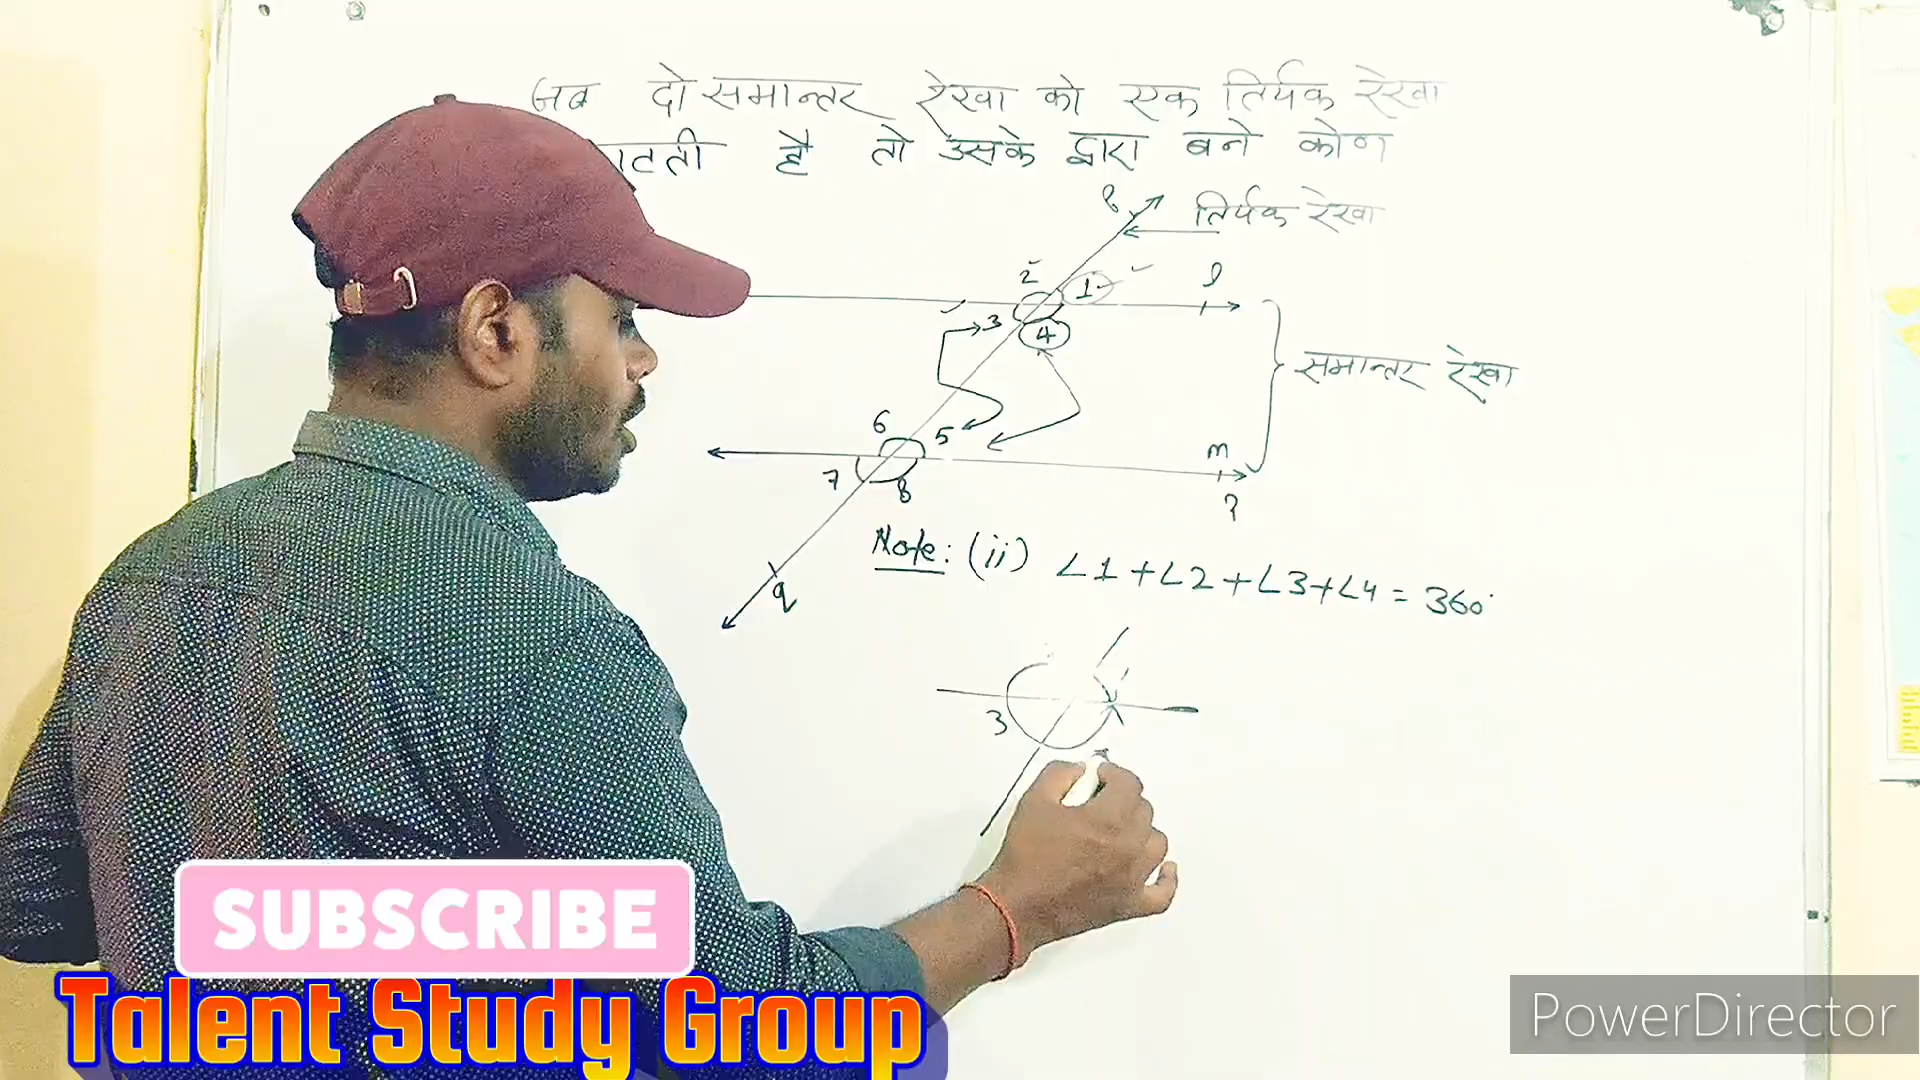 जब दो समान्तर रेखा को एक तिर्यक रेखा
ाटती है तो उसके द्वारा बने कोण
तिर्यक रेखा
2
1
l
3
4
समान्तर रेखा
6
5
m
7
8
q
Note: (ii) ∠1+∠2+∠3+∠4 = 360°
3
SUBSCRIBE
Talent Study Group
PowerDirector